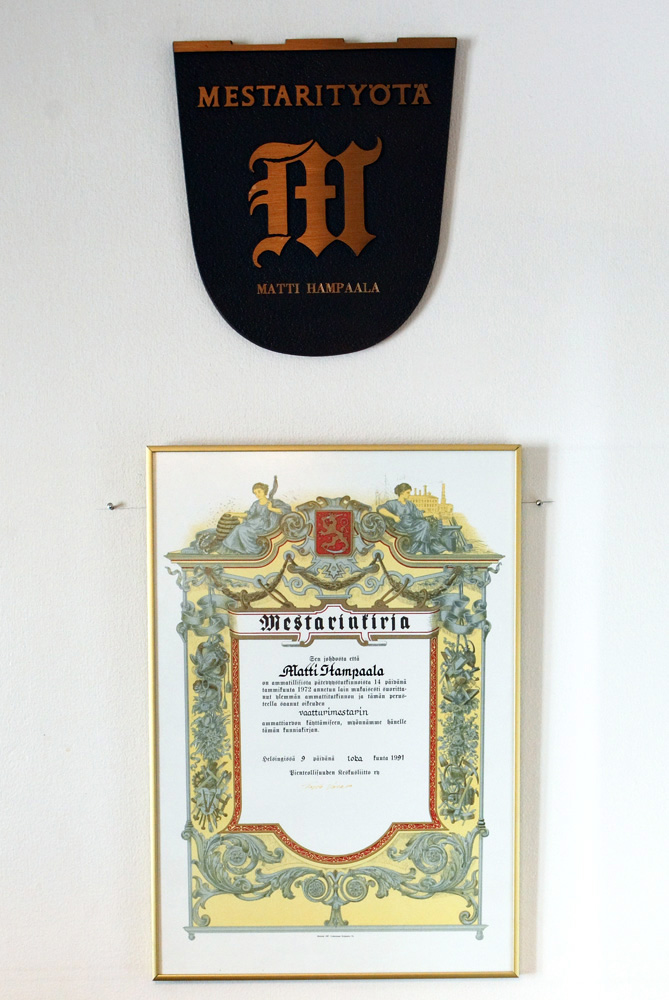 MESTARITYÖTÄ
M
MATTI HAMPAALA
Mestarinkirja
Sen johdosta että
Matti Hampaala
on ammatillisista pätevyystutkinnoista 14 päivänä
tammikuuta 1972 annetun lain mukaisesti suoritta-
nut ylemmän ammattitutkinnon ja tämän perus-
teella saanut oikeuden
vaatturimestarin
ammattiarvon käyttämiseen, myönnämme hänelle
tämän kunniakirjan.
Helsingissä 9 päivänä loka kuuta 1991
Pienteollisuuden Keskusliitto ry